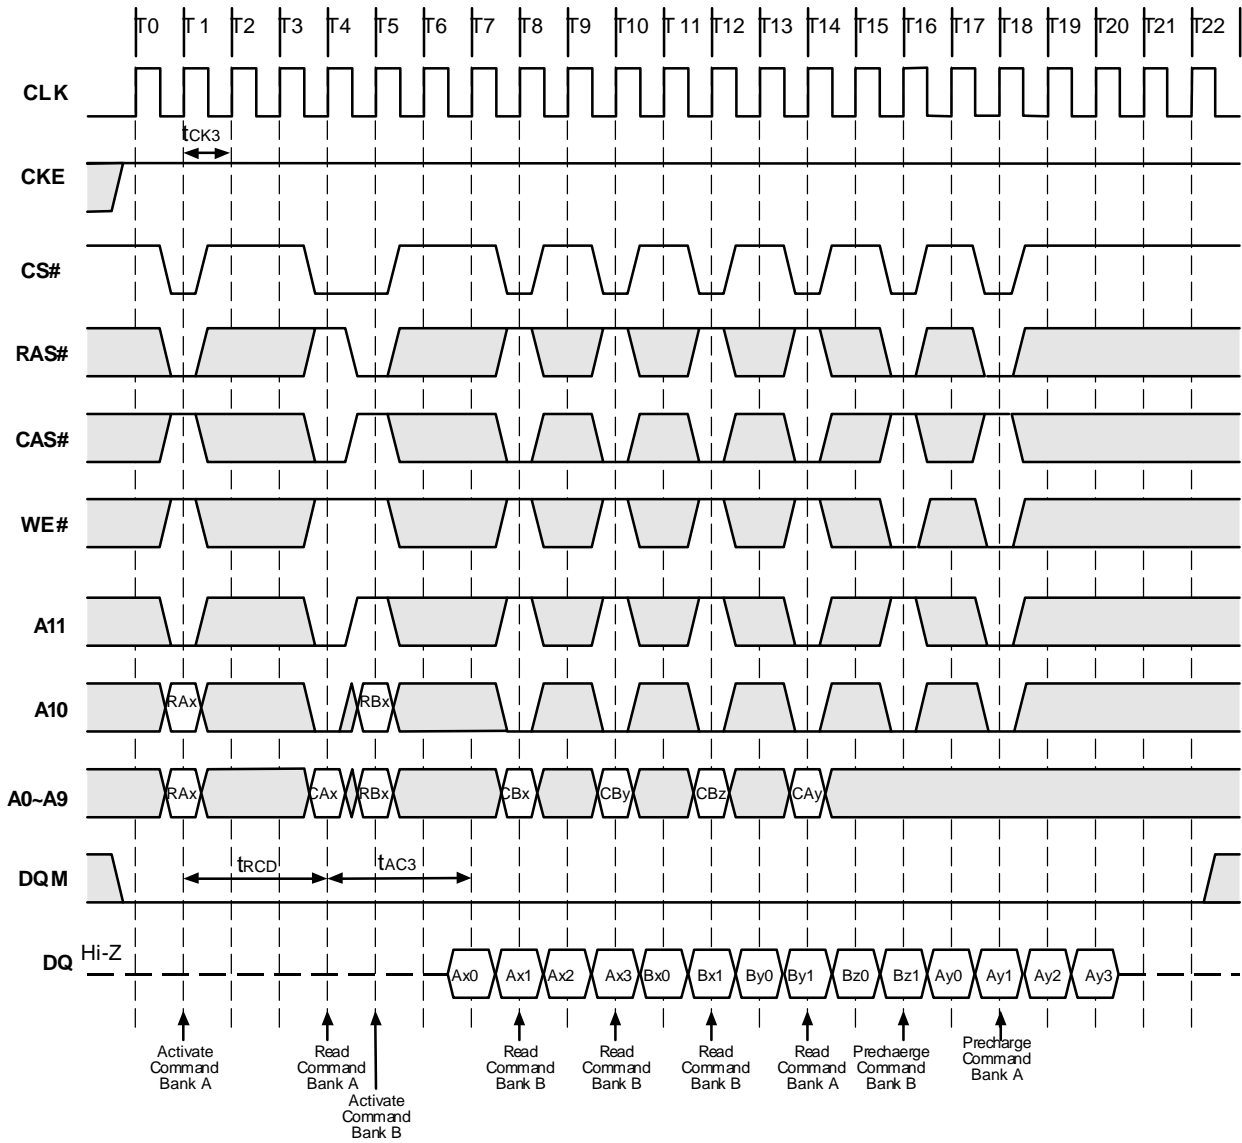 T0 T1 T2 T3 T4 T5 T6 T7 T8 T9 T10 T11 T12 T13 T14 T15 T16 T17 T18 T19 T20 T21 T22
CLK
tCK3
CKE
CS#
RAS#
CAS#
WE#
A11
A10 RAx RBx
A0~A9 RAx CAx RBx CBx CBy CBz CAy
DQM tRCD tAC3
DQ Hi-Z Ax0 Ax1 Ax2 Ax3 Bx0 Bx1 By0 By1 Bz0 Bz1 Ay0 Ay1 Ay2 Ay3
Activate
Command
Bank A
Read
Command
Bank A
Activate
Command
Bank B
Read
Command
Bank B
Read
Command
Bank B
Read
Command
Bank B
Read
Command
Bank A
Prechaerge
Command
Bank B
Precharge
Command
Bank A